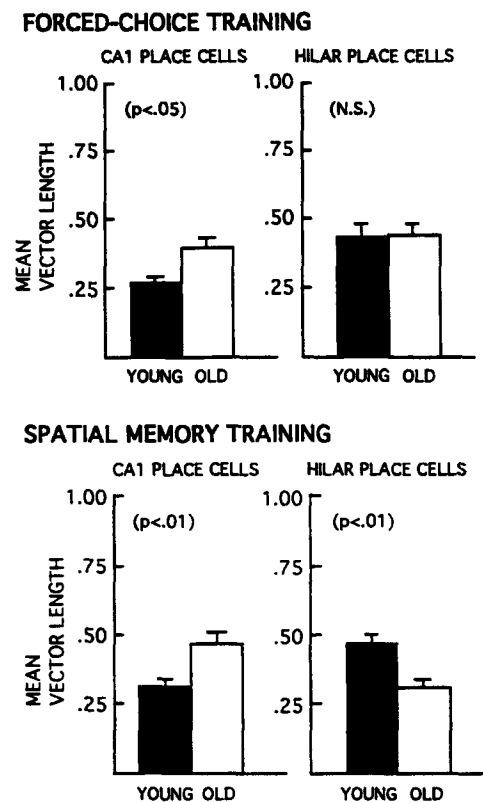 FORCED-CHOICE TRAINING
CA1 PLACE CELLS
HILAR PLACE CELLS
1.00
(p<.05)
.75
.50
.25
MEAN
VECTOR LENGTH
YOUNG OLD
1.00
(N.S.)
.75
.50
.25
YOUNG OLD
SPATIAL MEMORY TRAINING
CA1 PLACE CELLS
HILAR PLACE CELLS
1.00
(p<.01)
.75
.50
.25
MEAN
VECTOR LENGTH
YOUNG OLD
1.00
(p<.01)
.75
.50
.25
YOUNG OLD